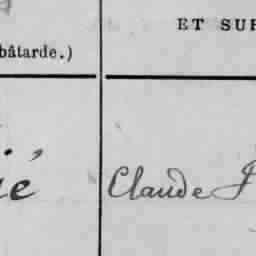 ET SUR
bâtarde.)
ié Claude F